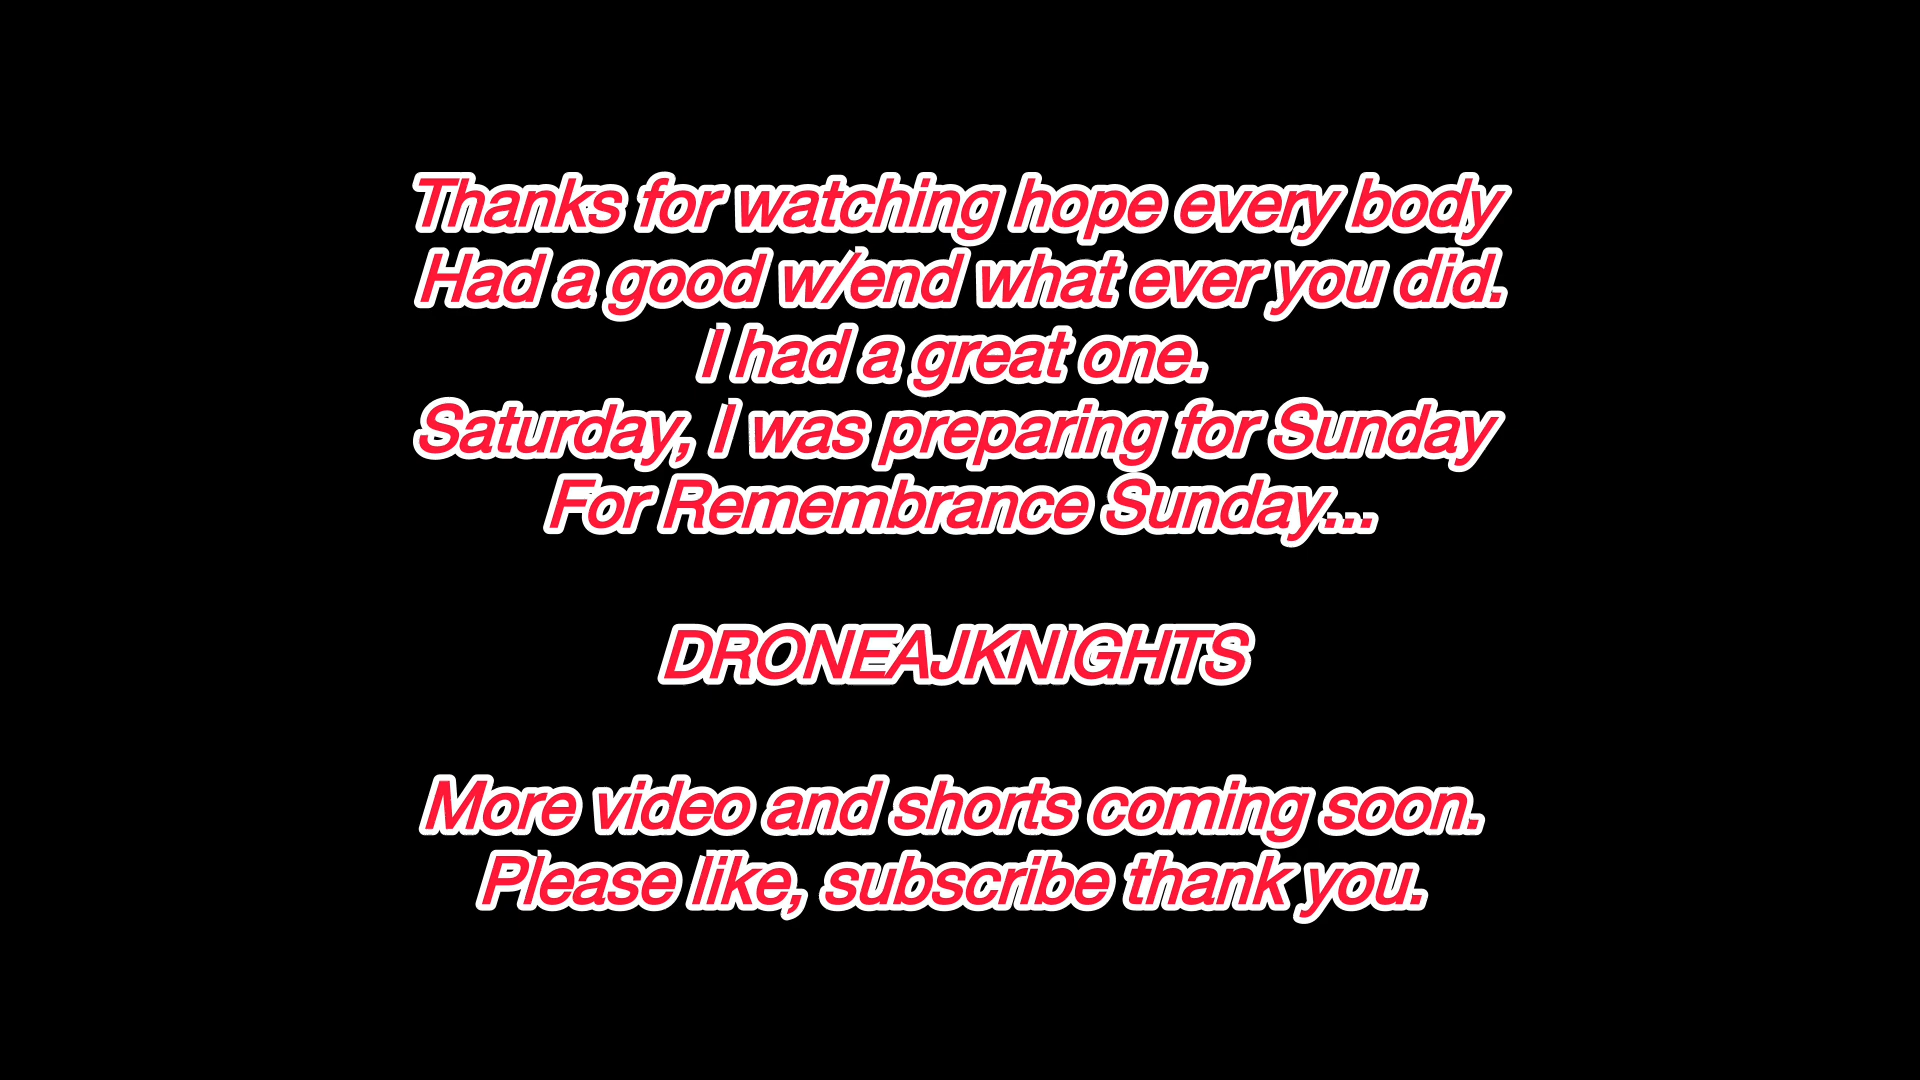 Thanks for watching hope every body
Had a good w/end what ever you did.
I had a great one.
Saturday, I was preparing for Sunday
For Remembrance Sunday...
DRONEAJKNIGHTS
More video and shorts coming soon.
Please like, subscribe thank you.